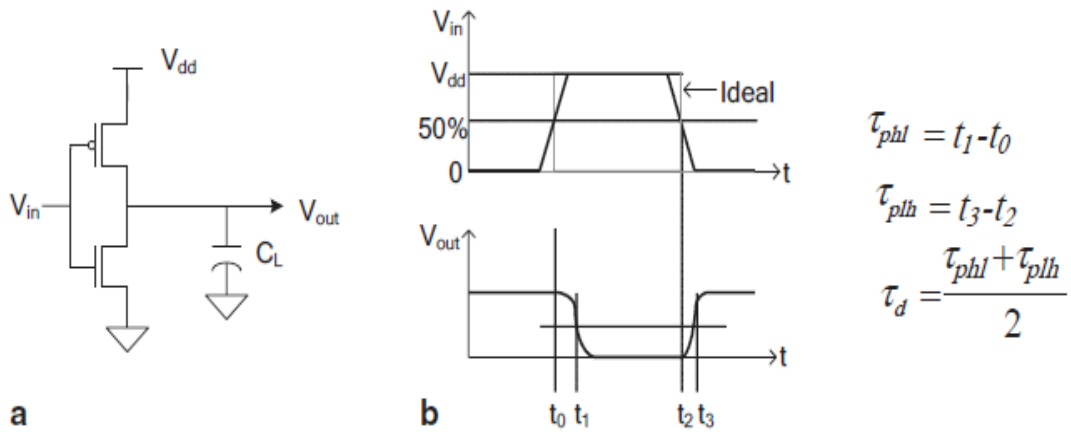 V_dd
V_in
V_out
C_L
a
V_in
V_dd
Ideal
50%
0
t
V_out
t
t_0 t_1 t_2 t_3
b
τ_phl = t_1-t_0
τ_plh = t_3-t_2
τ_d = (τ_phl+τ_plh)/2